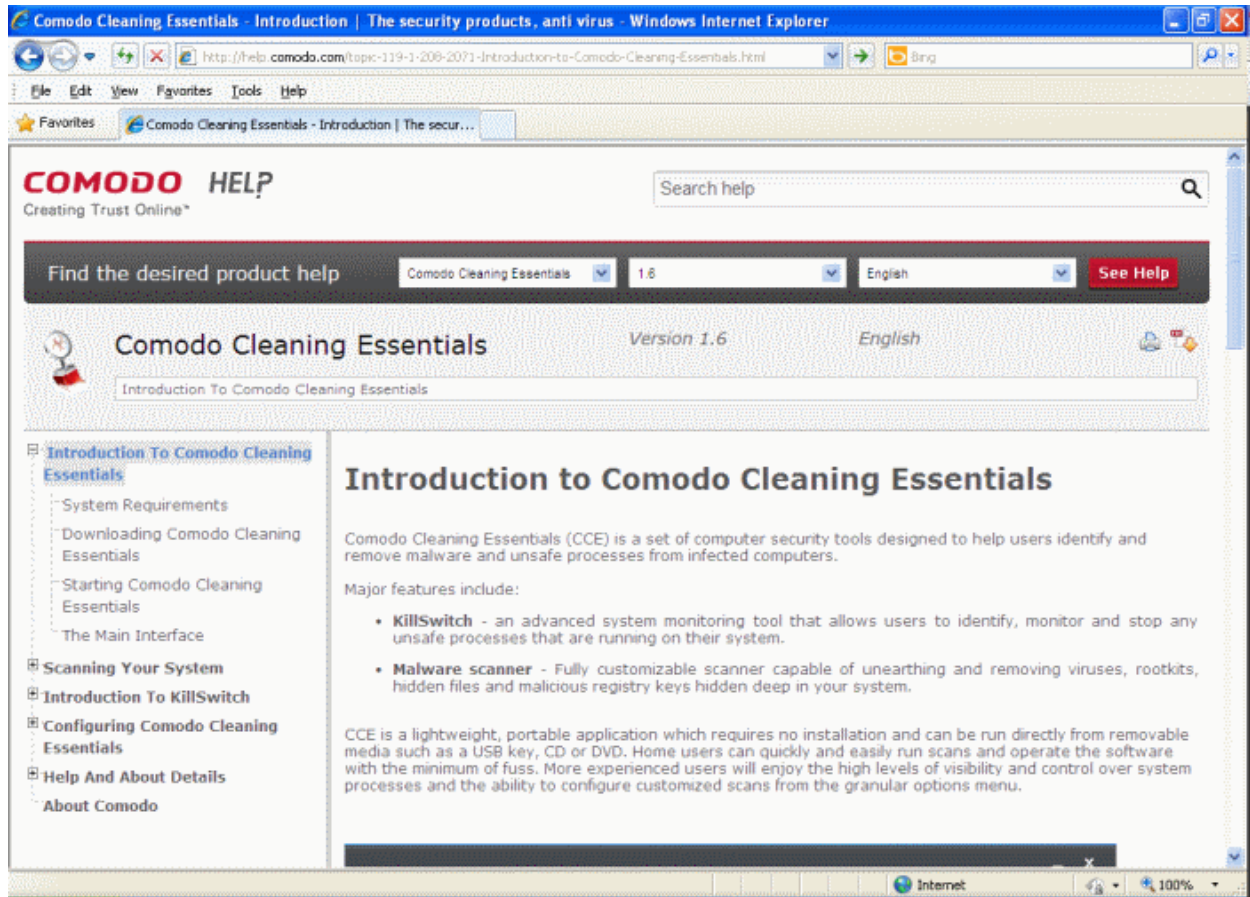 Comodo Cleaning Essentials - Introduction | The security products, anti virus - Windows Internet Explorer
http://help.comodo.com/topic-119-1-208-2071-Introduction-to-Comodo-Cleaning-Essentials.html
Bing
File Edit View Favorites Tools Help
Favorites
Comodo Cleaning Essentials - Introduction | The secur...
COMODO HELP
Creating Trust Online™
Search help
Find the desired product help
Comodo Cleaning Essentials
1.6
English
See Help
Comodo Cleaning Essentials
Version 1.6
English
Introduction To Comodo Cleaning Essentials
Introduction To Comodo Cleaning
Essentials
System Requirements
Downloading Comodo Cleaning
Essentials
Starting Comodo Cleaning
Essentials
The Main Interface
Scanning Your System
Introduction To KillSwitch
Configuring Comodo Cleaning
Essentials
Help And About Details
About Comodo
Introduction to Comodo Cleaning Essentials
Comodo Cleaning Essentials (CCE) is a set of computer security tools designed to help users identify and
remove malware and unsafe processes from infected computers.
Major features include:
• KillSwitch - an advanced system monitoring tool that allows users to identify, monitor and stop any
unsafe processes that are running on their system.
• Malware scanner - Fully customizable scanner capable of unearthing and removing viruses, rootkits,
hidden files and malicious registry keys hidden deep in your system.
CCE is a lightweight, portable application which requires no installation and can be run directly from removable
media such as a USB key, CD or DVD. Home users can quickly and easily run scans and operate the software
with the minimum of fuss. More experienced users will enjoy the high levels of visibility and control over system
processes and the ability to configure customized scans from the granular options menu.
Internet
100%